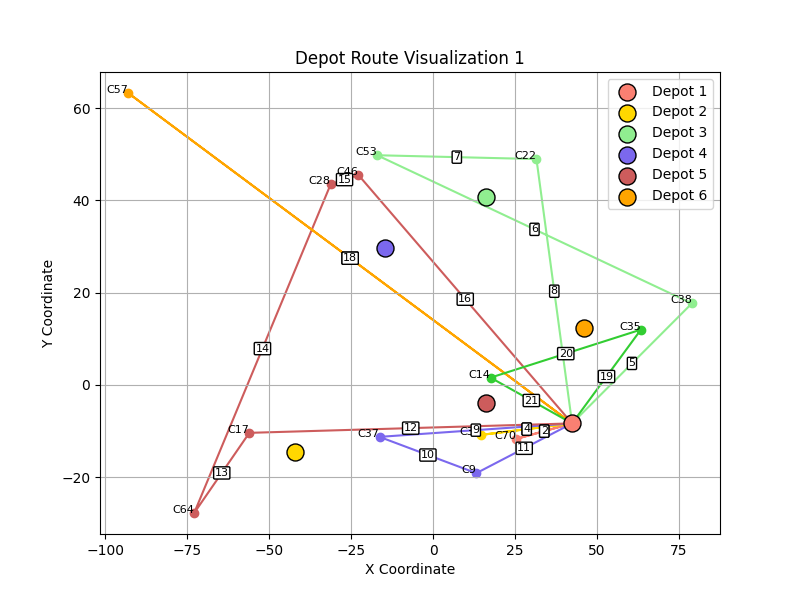 Depot Route Visualization 1
Depot 1
Depot 2
Depot 3
Depot 4
Depot 5
Depot 6
Y Coordinate
60
40
20
0
−20
−40
−60
C57
C53
7
C22
C28
15
C46
6
18
8
16
C38
C35
20
5
14
C14
19
21
C17
12
C37
9
C70
4
2
11
10
C9
13
C64
−100
−75
−50
−25
0
25
50
75
X Coordinate